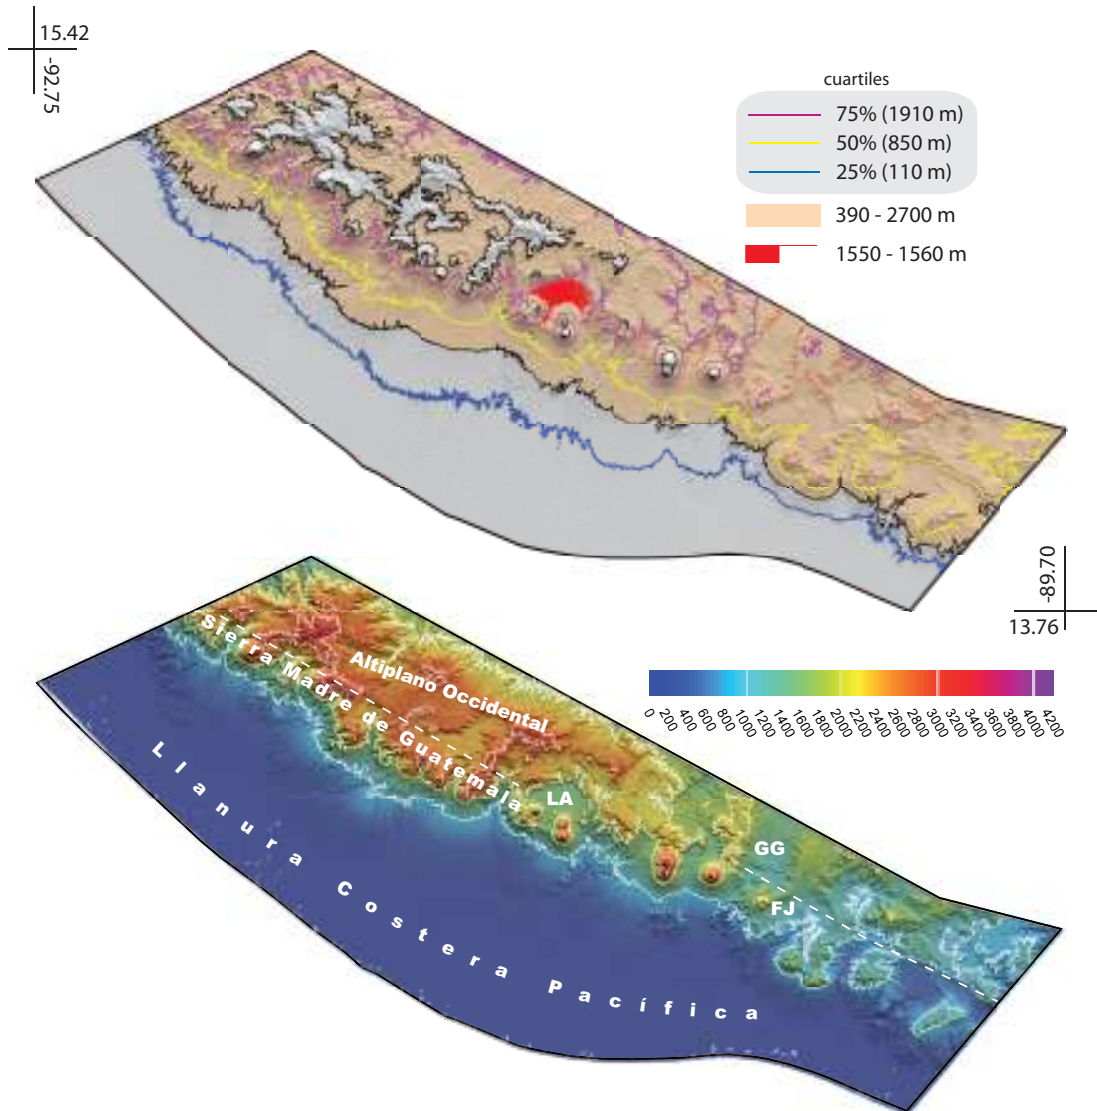 15.42
-92.75
cuartiles
75% (1910 m)
50% (850 m)
25% (110 m)
390 - 2700 m
1550 - 1560 m
-89.70
13.76
0 200 400 600 800 1000 1200 1400 1600 1800 2000 2200 2400 2600 2800 3000 3200 3400 3600 3800 4000 4200
Sierra Madre de Guatemala
Altiplano Occidental
LA
GG
FJ
Llanura Costera Pacífica